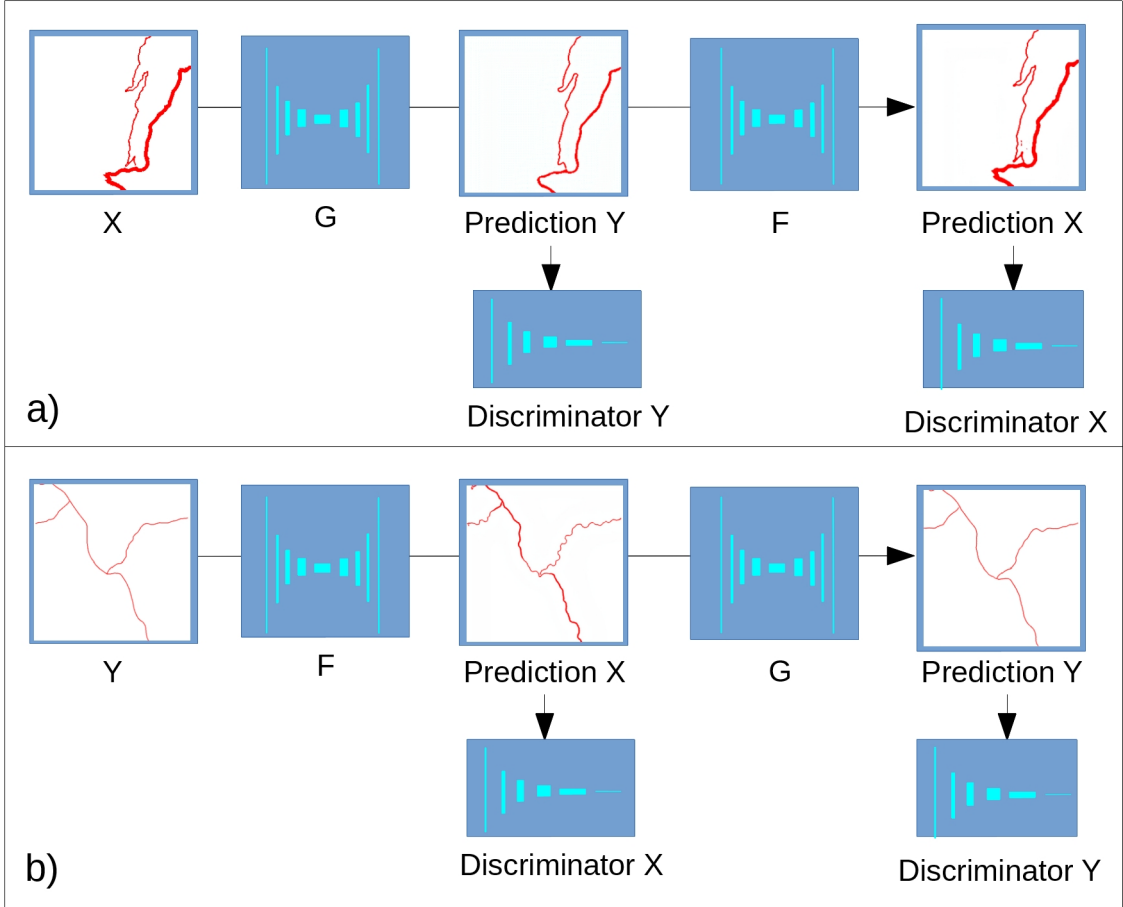 X
G
Prediction Y
F
Prediction X
Discriminator Y
Discriminator X
a)
Y
F
Prediction X
G
Prediction Y
Discriminator X
Discriminator Y
b)